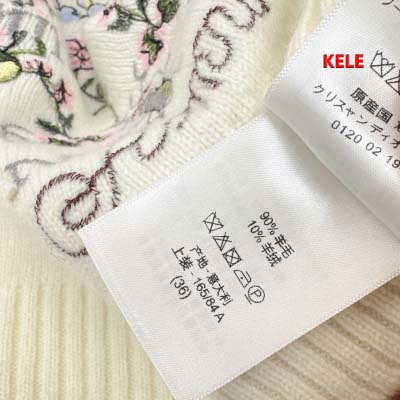 KELE
原産国
クリスャンディオ
0120 02 19
90% 羊毛
10% 羊绒
产地 - 意大利
上装 - 165/84A
(36)